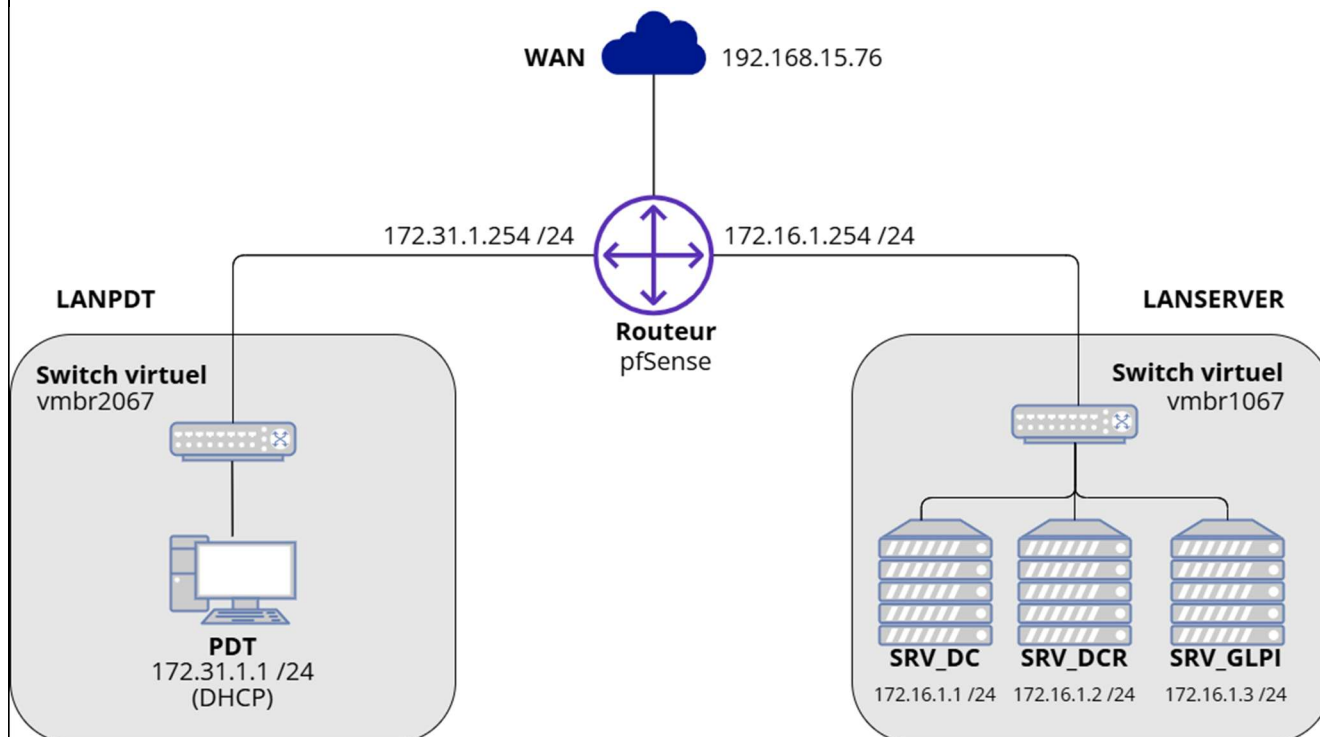 WAN 192.168.15.76
172.31.1.254 /24
172.16.1.254 /24
LANPDT
LANSERVER
Routeur
pfSense
Switch virtuel
vmbr2067
Switch virtuel
vmbr1067
PDT
172.31.1.1 /24
(DHCP)
SRV_DC
172.16.1.1 /24
SRV_DCR
172.16.1.2 /24
SRV_GLPI
172.16.1.3 /24